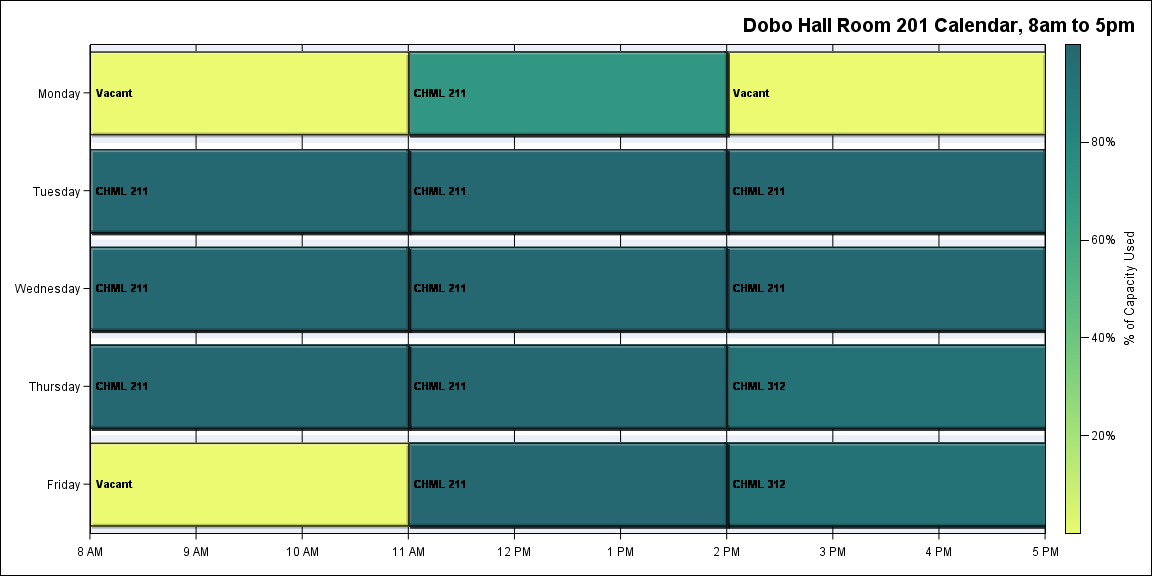 Dobo Hall Room 201 Calendar, 8am to 5pm
Monday
Vacant
CHML 211
Vacant
Tuesday
CHML 211
CHML 211
CHML 211
Wednesday
CHML 211
CHML 211
CHML 211
Thursday
CHML 211
CHML 211
CHML 312
Friday
Vacant
CHML 211
CHML 312
8 AM
9 AM
10 AM
11 AM
12 PM
1 PM
2 PM
3 PM
4 PM
5 PM
80%
60%
40%
20%
% of Capacity Used